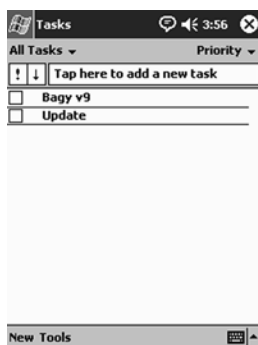 Tasks 3:56
All Tasks Priority
! ↓ Tap here to add a new task
Bagy v9
Update
New Tools